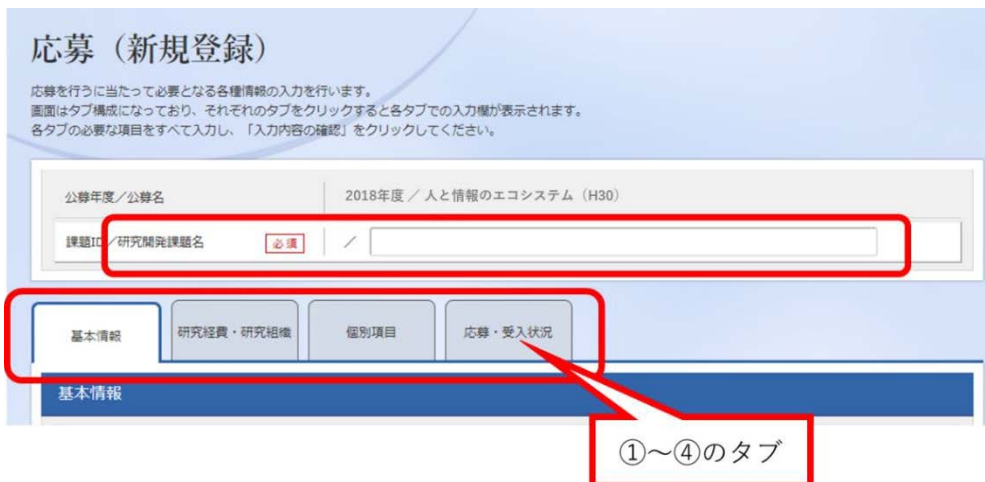 応募（新規登録）
応募を行うに当たって必要となる各種情報の入力を行います。
画面はタブ構成になっており、それぞれのタブをクリックすると各タブでの入力欄が表示されます。
各タブの必要な項目をすべて入力し、「入力内容の確認」をクリックしてください。
公募年度／公募名 2018年度 ／ 人と情報のエコシステム（H30）
課題ID／研究開発課題名 必須 ／
基本情報 研究経費・研究組織 個別項目 応募・受入状況
基本情報
①～④のタブ